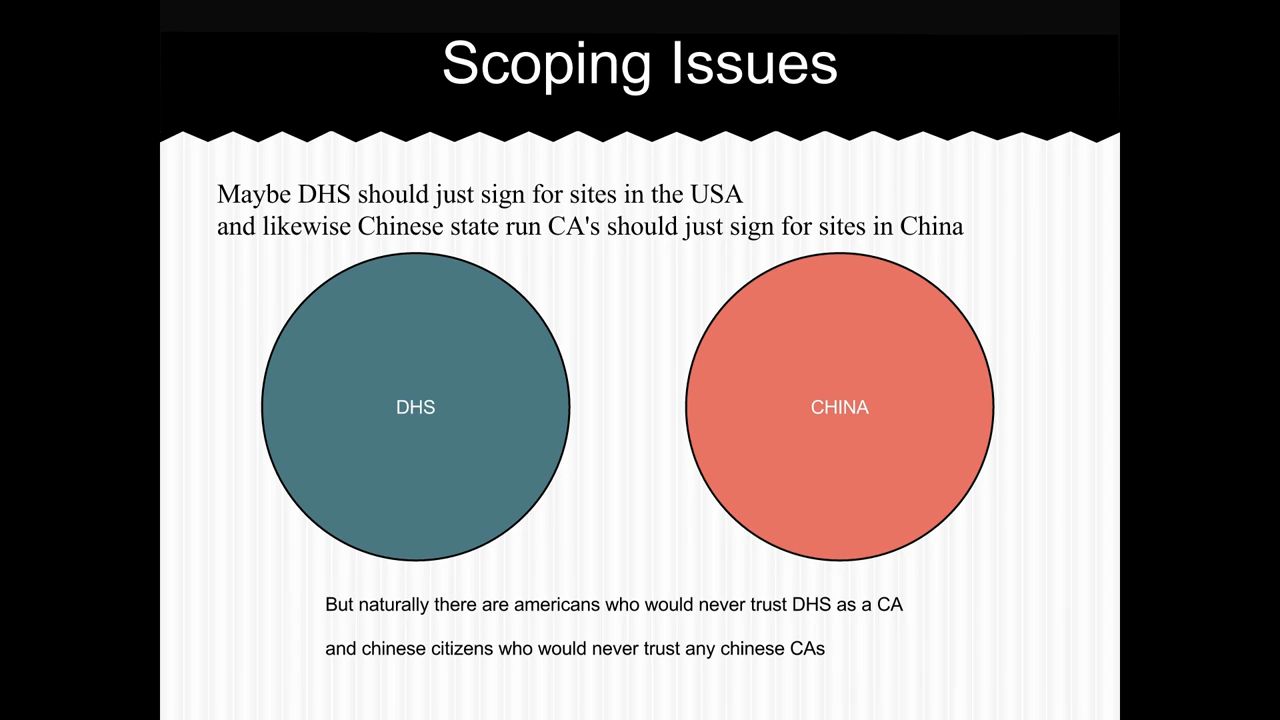 Scoping Issues
Maybe DHS should just sign for sites in the USA
and likewise Chinese state run CA's should just sign for sites in China
DHS
CHINA
But naturally there are americans who would never trust DHS as a CA
and chinese citizens who would never trust any chinese CAs